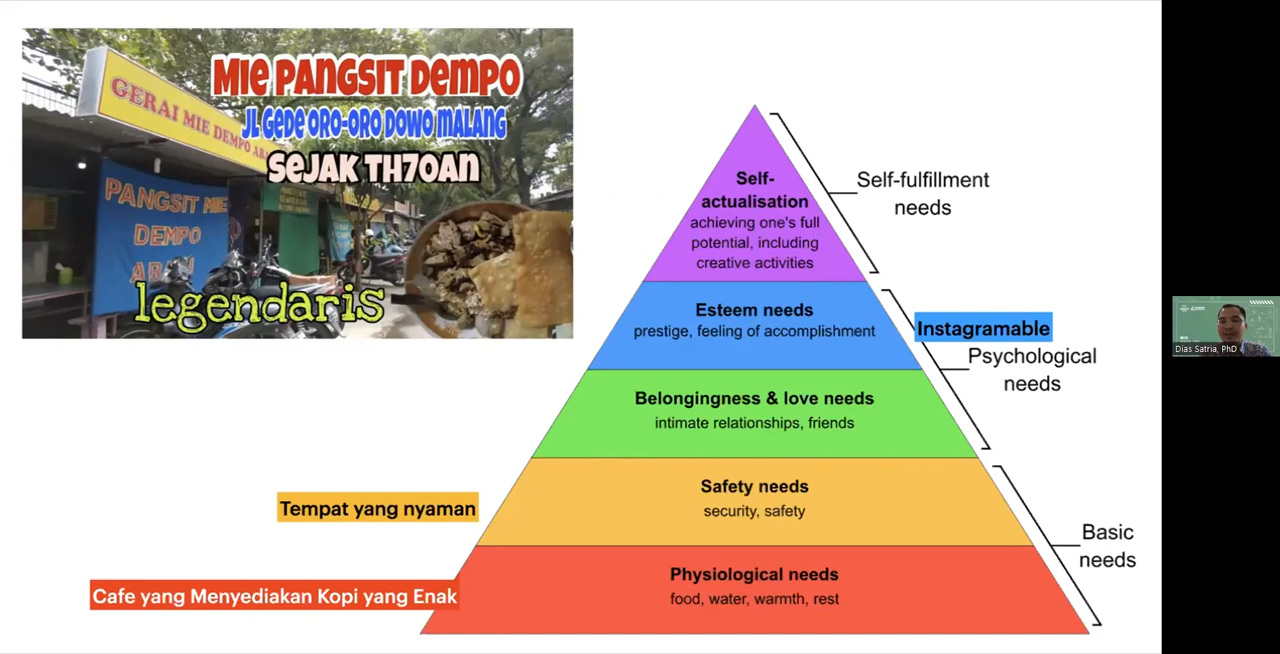 MIE PANGSIT DEMPO
JL GEDE ORO-ORO DOWO MALANG
SEJAK TH70AN
GERAI MIE DEMPO
PANGSIT MIE
DEMPO
legendaris
Self-
actualisation
achieving one's full
potential, including
creative activities
Self-fulfillment
needs
Esteem needs
prestige, feeling of accomplishment
Instagramable
Psychological
needs
Belongingness & love needs
intimate relationships, friends
Tempat yang nyaman
Safety needs
security, safety
Basic
needs
Cafe yang Menyediakan Kopi yang Enak
Physiological needs
food, water, warmth, rest
Dias Satria, PhD